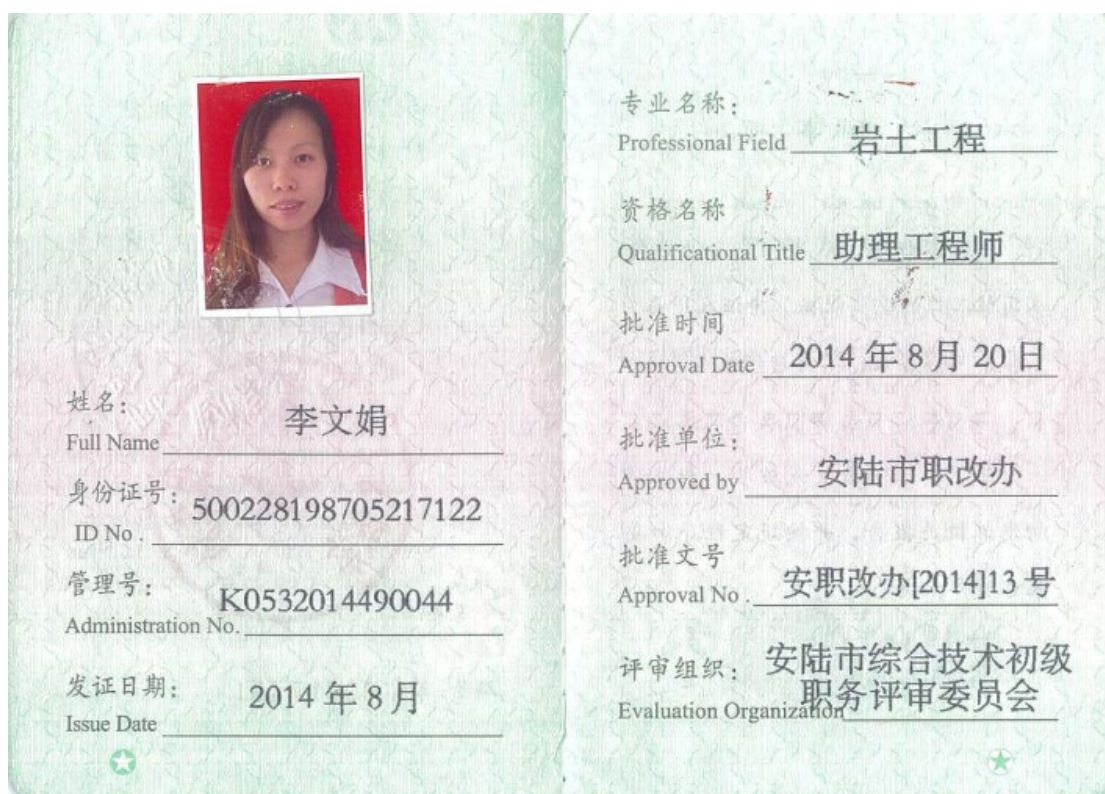 姓名：
李文娟
Full Name
身份证号：
500228198705217122
ID No .
管理号：
K0532014490044
Administration No.
发证日期：
2014 年 8 月
Issue Date
专业名称：
Professional Field 岩土工程
资格名称
Qualificational Title 助理工程师
批准时间
Approval Date 2014 年 8 月 20 日
批准单位：
Approved by 安陆市职改办
批准文号
Approval No . 安职改办[2014]13 号
评审组织：
安陆市综合技术初级
职务评审委员会
Evaluation Organization